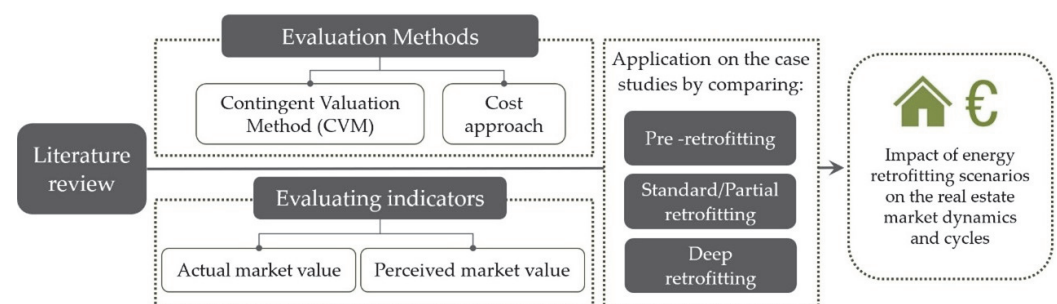 Literature
review
Evaluation Methods
Contingent Valuation
Method (CVM)
Cost
approach
Evaluating indicators
Actual market value
Perceived market value
Application on the case
studies by comparing:
Pre -retrofitting
Standard/Partial
retrofitting
Deep
retrofitting
€
Impact of energy
retrofitting scenarios
on the real estate
market dynamics
and cycles